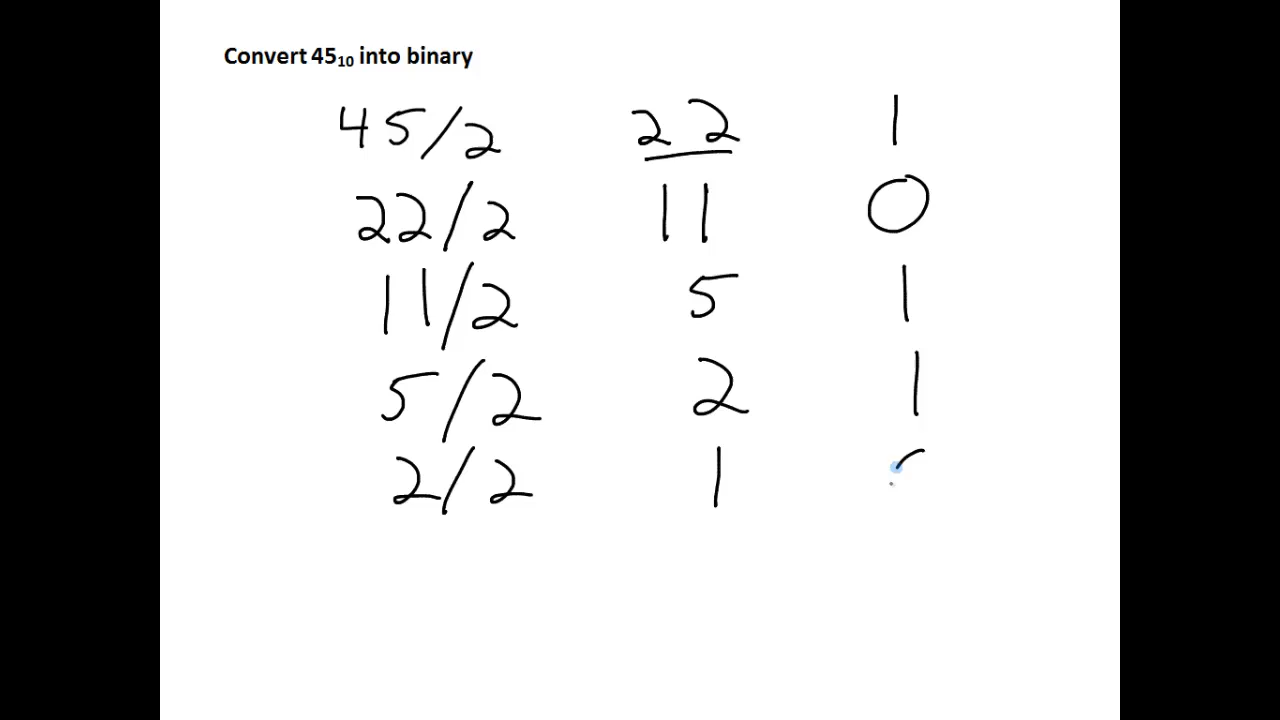 Convert 45₁₀ into binary
45/2 22 1
22/2 11 0
11/2 5 1
5/2 2 1
2/2 1